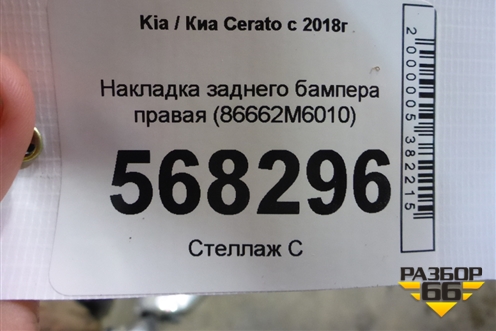 Kia / Киа Cerato с 2018г
Накладка заднего бампера
правая (86662M6010)
568296
Стеллаж С
2000005382215
РАЗБОР
66